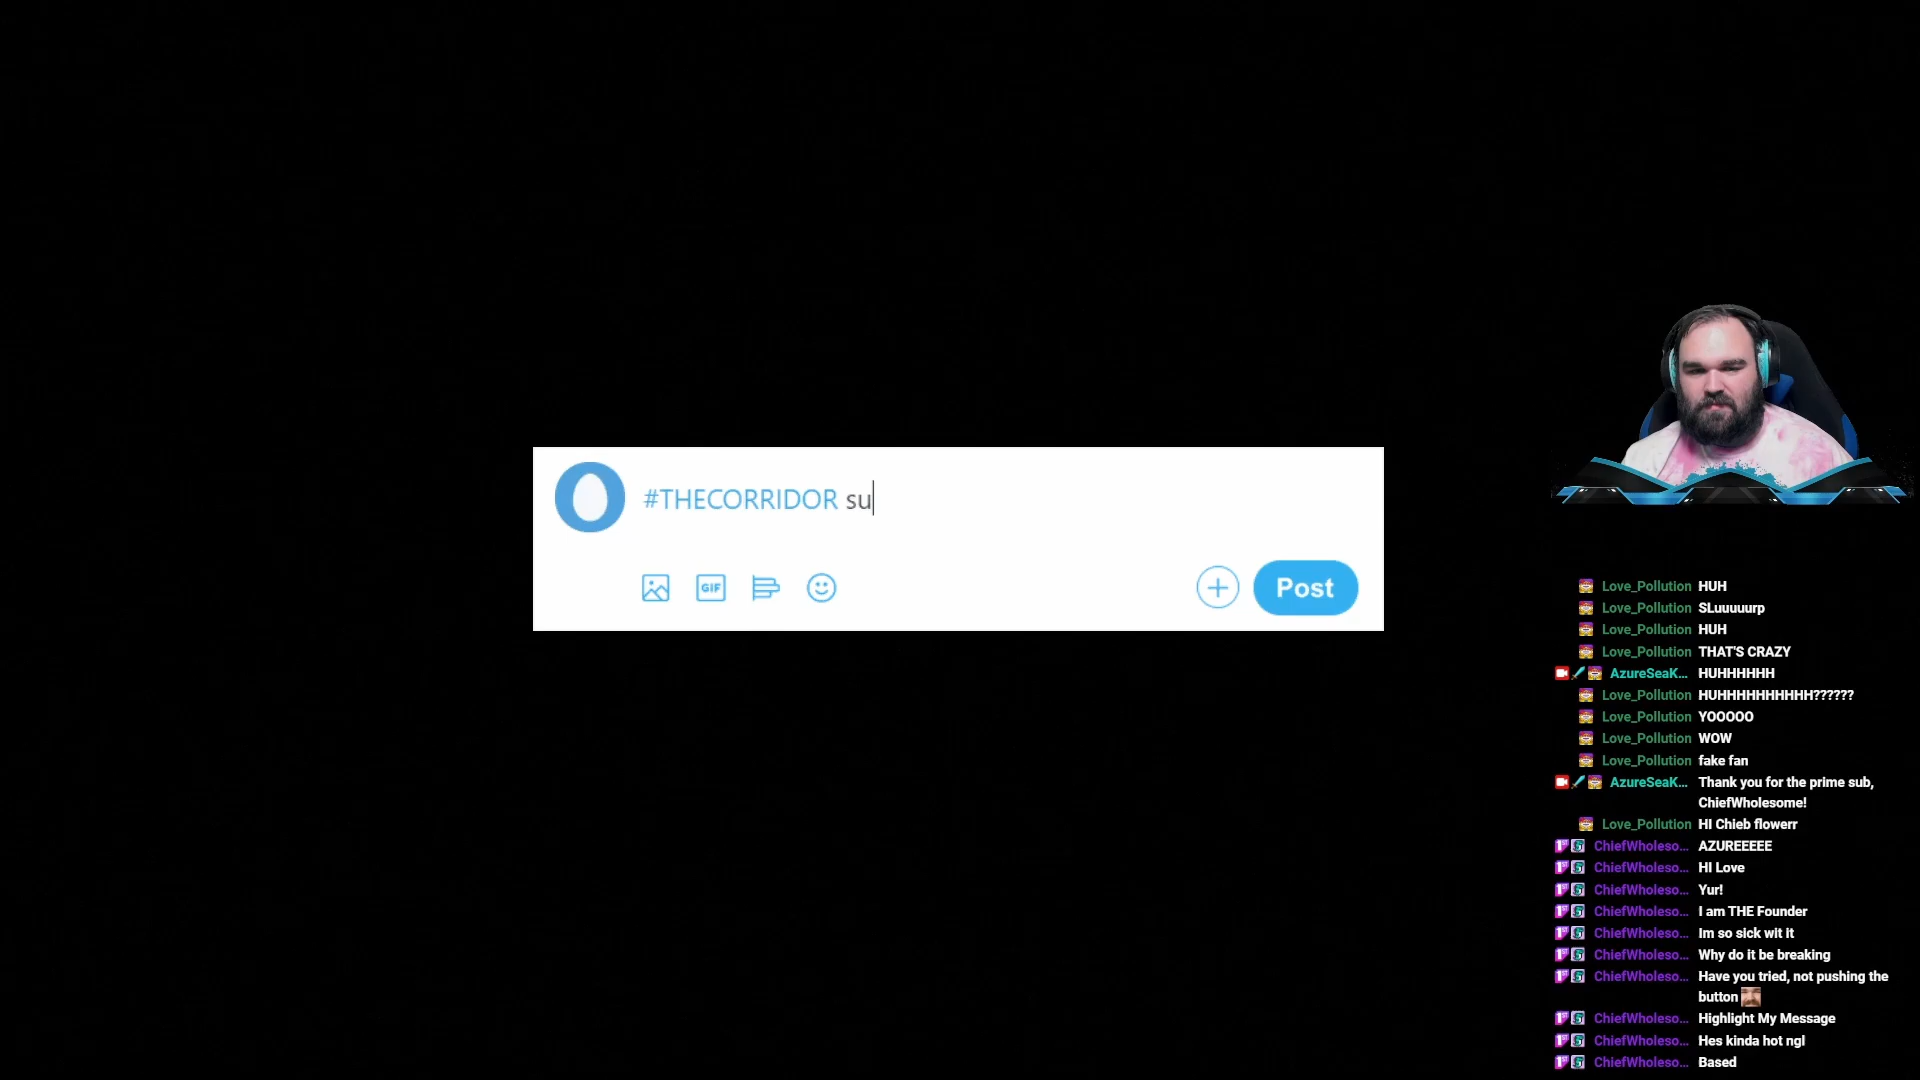 #THECORRIDOR su
GIF
Post
Love_Pollution HUH
Love_Pollution SLuuuuurp
Love_Pollution HUH
Love_Pollution THAT'S CRAZY
AzureSeaK... HUHHHHHH
Love_Pollution HUHHHHHHHHHH??????
Love_Pollution YOOOOO
Love_Pollution WOW
Love_Pollution fake fan
AzureSeaK... Thank you for the prime sub,
ChiefWholesome!
Love_Pollution HI Chieb flowerr
ChiefWholeso... AZUREEEEE
ChiefWholeso... HI Love
ChiefWholeso... Yur!
ChiefWholeso... I am THE Founder
ChiefWholeso... Im so sick wit it
ChiefWholeso... Why do it be breaking
ChiefWholeso... Have you tried, not pushing the
button
ChiefWholeso... Highlight My Message
ChiefWholeso... Hes kinda hot ngl
ChiefWholeso... Based